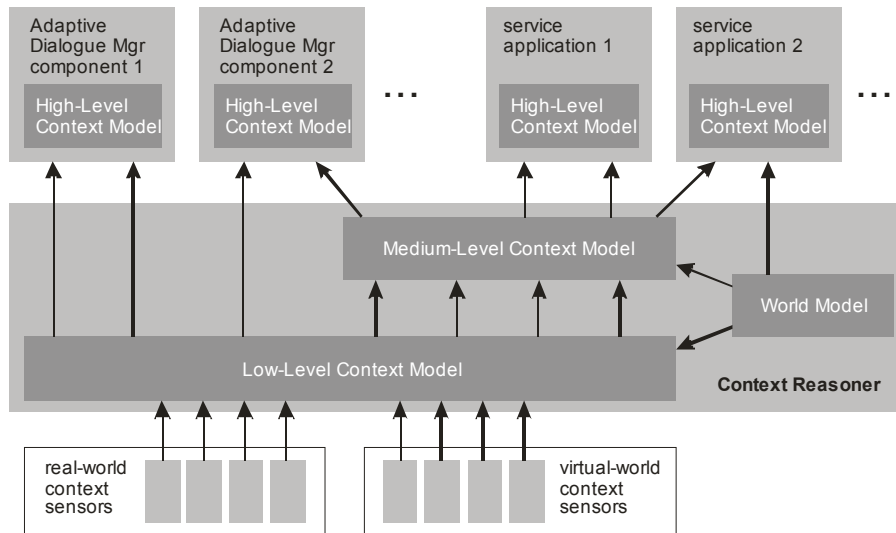 Adaptive
Dialogue Mgr
component 1
High-Level
Context Model
Adaptive
Dialogue Mgr
component 2
High-Level
Context Model
...
service
application 1
High-Level
Context Model
service
application 2
High-Level
Context Model
...
Medium-Level Context Model
World Model
Low-Level Context Model
Context Reasoner
real-world
context
sensors
virtual-world
context
sensors